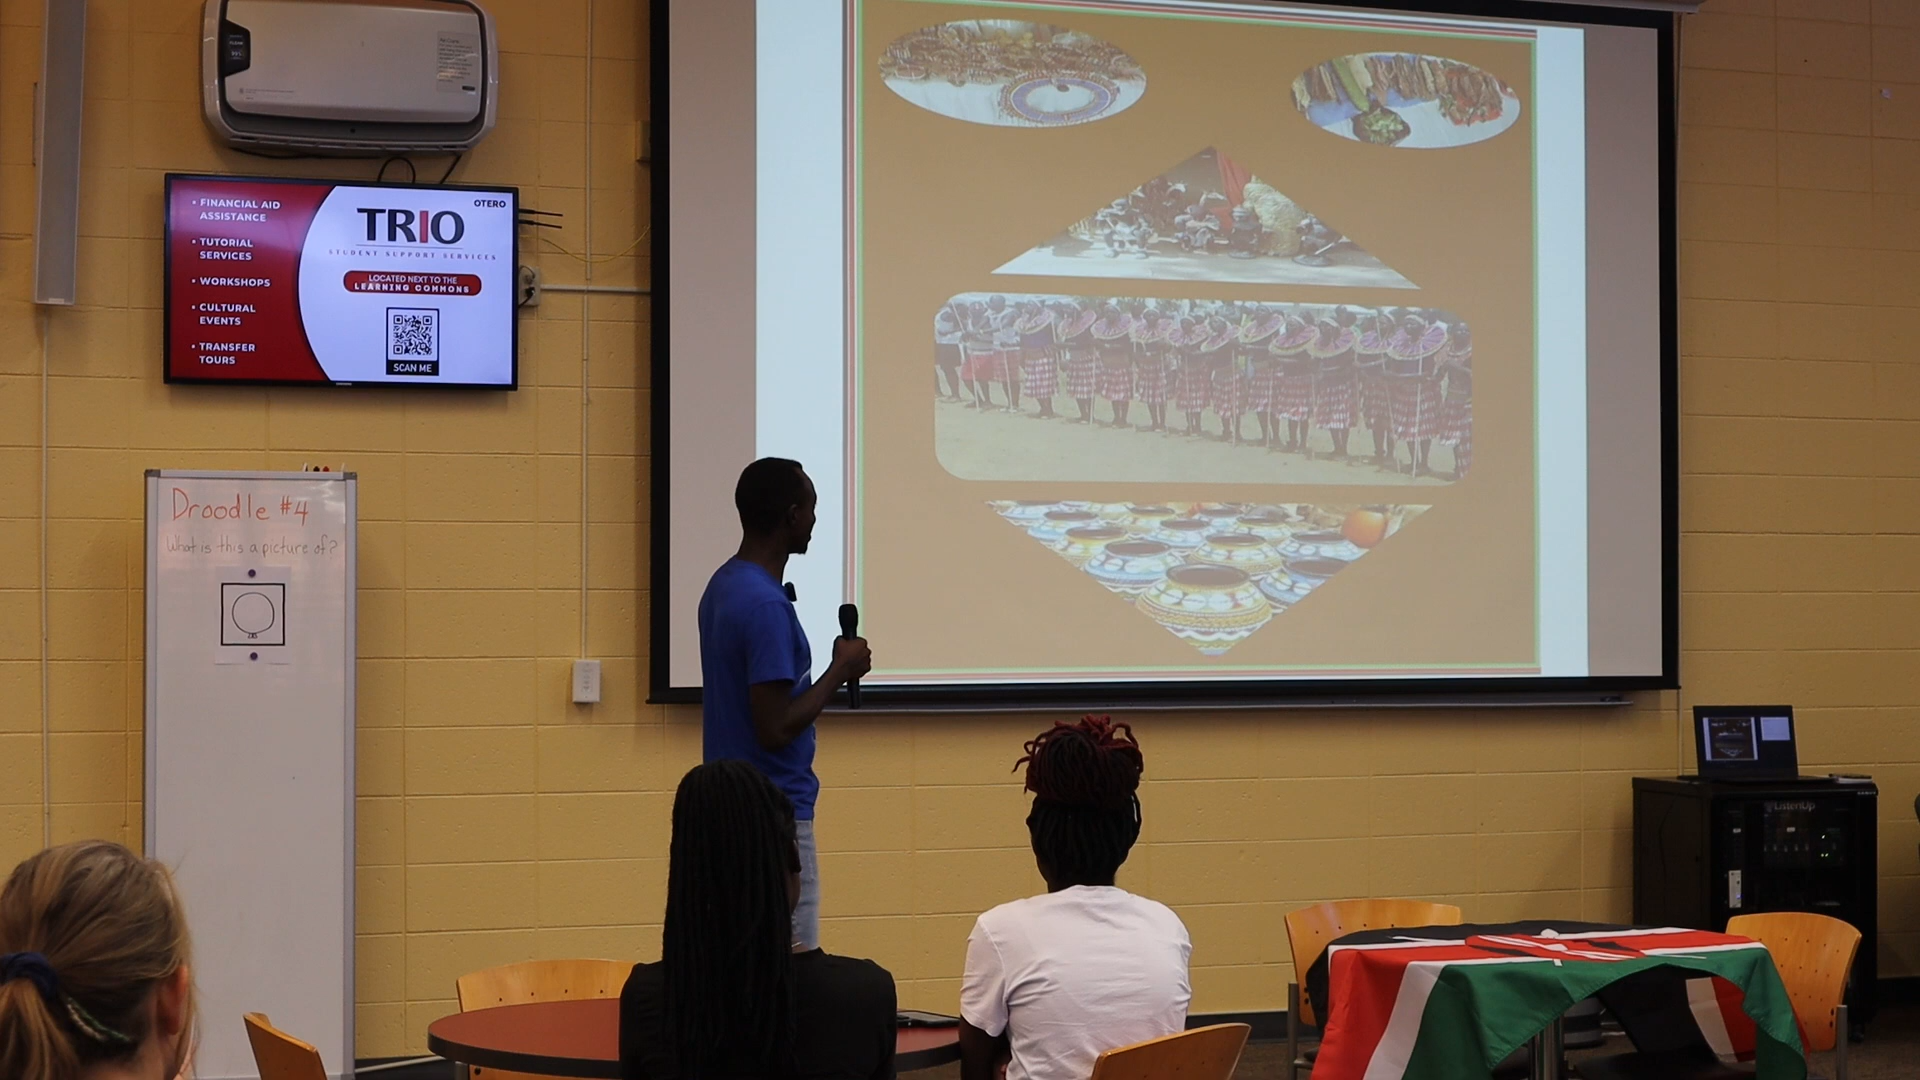 • FINANCIAL AID
ASSISTANCE
• TUTORIAL
SERVICES
• WORKSHOPS
• CULTURAL
EVENTS
• TRANSFER
TOURS
OTERO
TRIO
STUDENT SUPPORT SERVICES
LOCATED NEXT TO THE
LEARNING COMMONS
SCAN ME
Droodle #4
What is this a picture of?
ListenUp